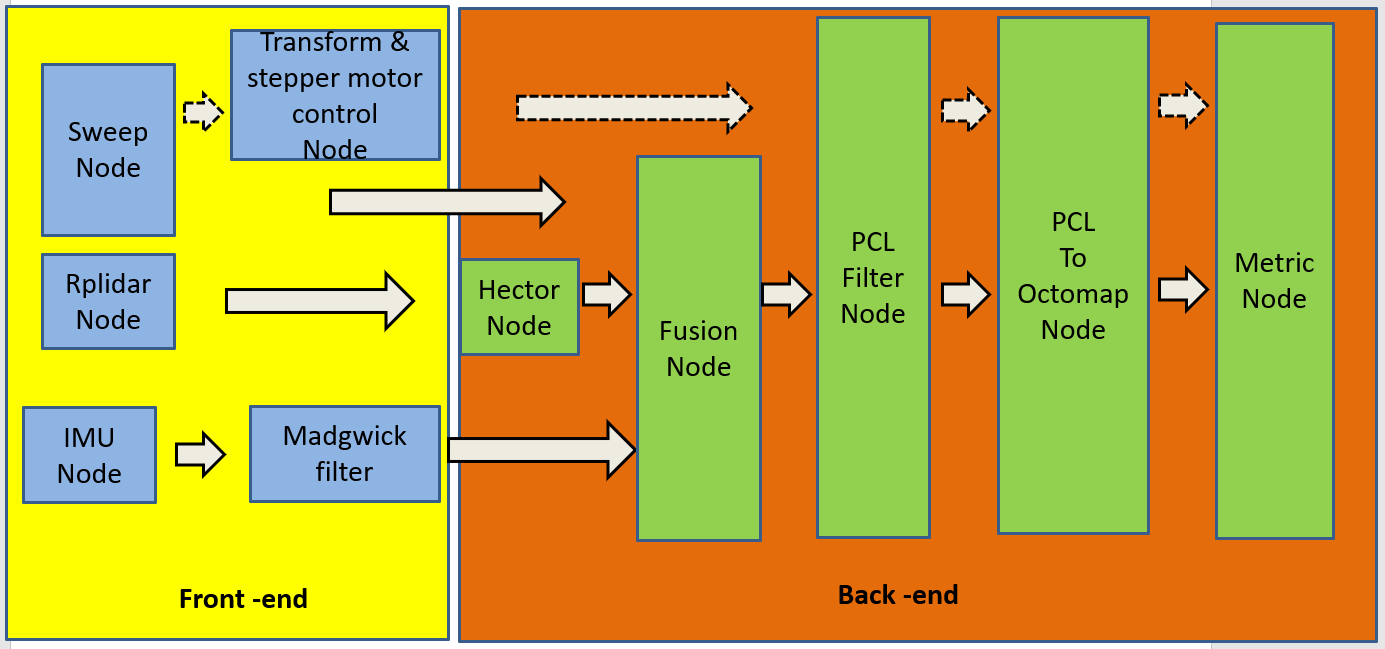 Transform &
stepper motor
control
Node
Sweep
Node
Rplidar
Node
IMU
Node
Madgwick
filter
Front -end
Hector
Node
Fusion
Node
PCL
Filter
Node
PCL
To
Octomap
Node
Metric
Node
Back -end